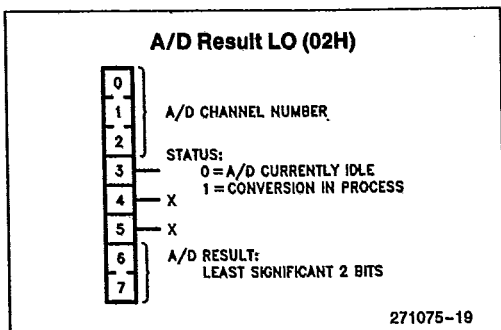 A/D Result LO (02H)
0
1
2
A/D CHANNEL NUMBER
STATUS:
3
0=A/D CURRENTLY IDLE
1=CONVERSION IN PROCESS
4
X
5
X
6
7
A/D RESULT:
LEAST SIGNIFICANT 2 BITS
271075-19